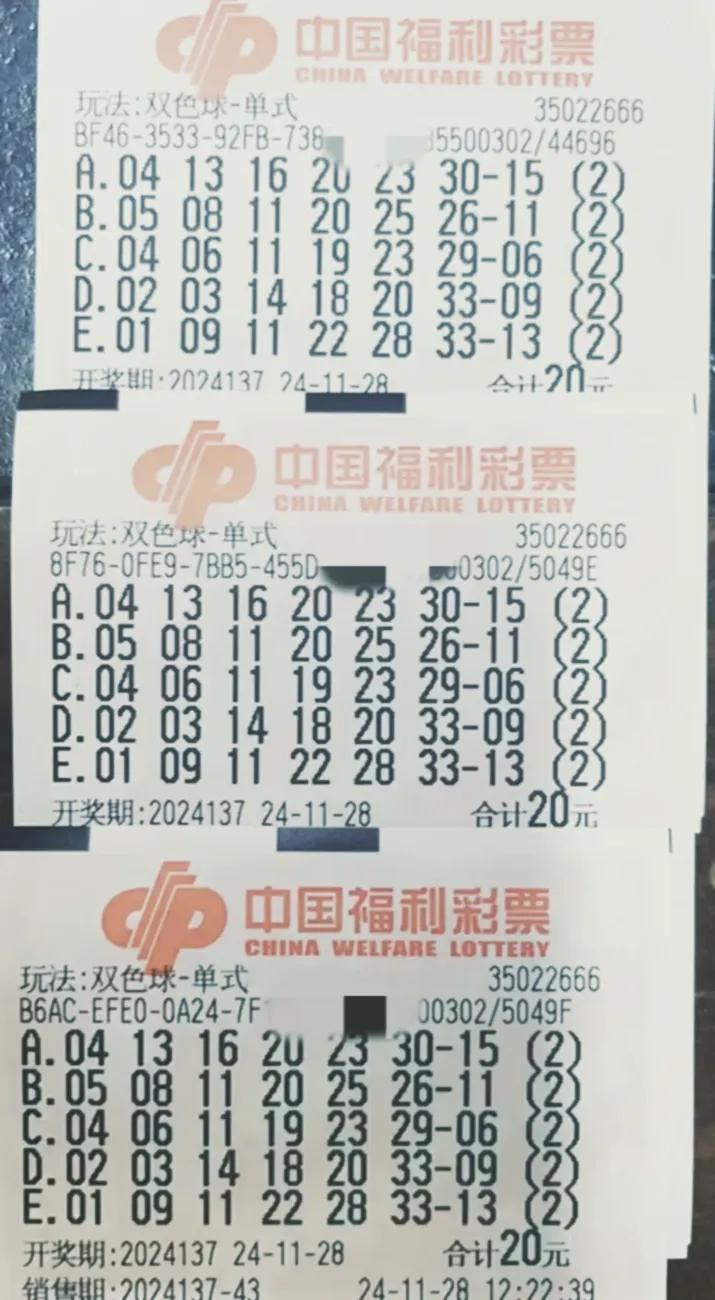 中国福利彩票
CHINA WELFARE LOTTERY
玩法:双色球-单式 35022666
BF46-3533-92FB-738 5500302/44696
A.04 13 16 20 23 30-15 (2)
B.05 08 11 20 25 26-11 (2)
C.04 06 11 19 23 29-06 (2)
D.02 03 14 18 20 33-09 (2)
E.01 09 11 22 28 33-13 (2)
开奖期:2024137 24-11-28 合计20元
中国福利彩票
CHINA WELFARE LOTTERY
玩法:双色球-单式 35022666
8F76-0FE9-7BB5-455D 00302/5049E
A.04 13 16 20 23 30-15 (2)
B.05 08 11 20 25 26-11 (2)
C.04 06 11 19 23 29-06 (2)
D.02 03 14 18 20 33-09 (2)
E.01 09 11 22 28 33-13 (2)
开奖期:2024137 24-11-28 合计20元
中国福利彩票
CHINA WELFARE LOTTERY
玩法:双色球-单式 35022666
B6AC-EFE0-0A24-7F 00302/5049F
A.04 13 16 20 23 30-15 (2)
B.05 08 11 20 25 26-11 (2)
C.04 06 11 19 23 29-06 (2)
D.02 03 14 18 20 33-09 (2)
E.01 09 11 22 28 33-13 (2)
开奖期:2024137 24-11-28 合计20元
销售期:2024137-43 24-11-28 12:22:39